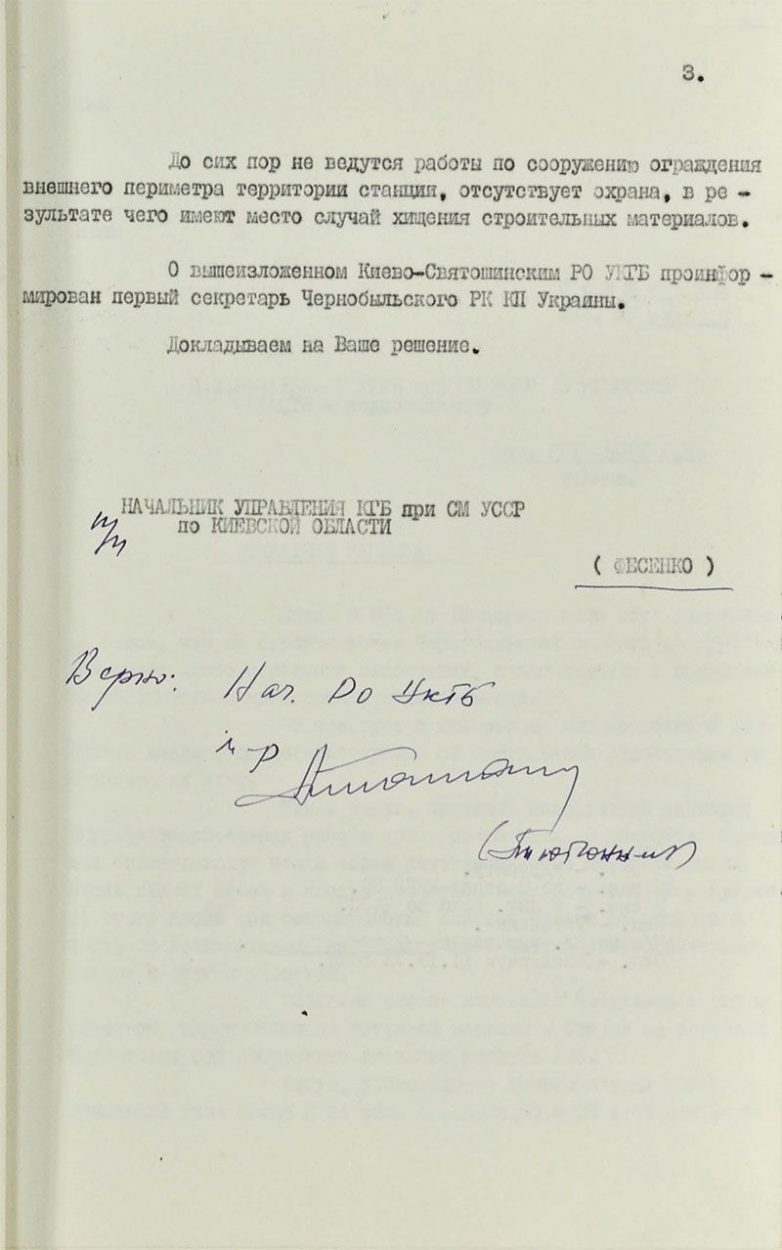 3.
До сих пор не ведутся работы по сооружению ограждения
внешнего периметра территории станции, отсутствует охрана, в ре -
зультате чего имеют место случай хищения строительных материалов.
О вышеизложенном Киево-Святошинским РО УКГБ проинфор -
мирован первый секретарь Чернобыльского РК КП Украины.
Докладываем на Ваше решение.
НАЧАЛЬНИК УПРАВЛЕНИЯ КГБ при СМ УССР
п/п по КИЕВСКОЙ ОБЛАСТИ
( ФЕСЕНКО )
Верно: Нач. РО УКГБ
м-р